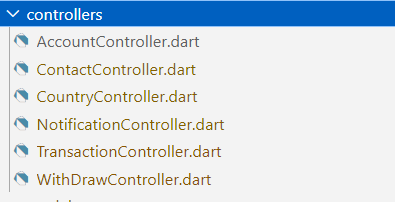 controllers
AccountController.dart
ContactController.dart
CountryController.dart
NotificationController.dart
TransactionController.dart
WithDrawController.dart